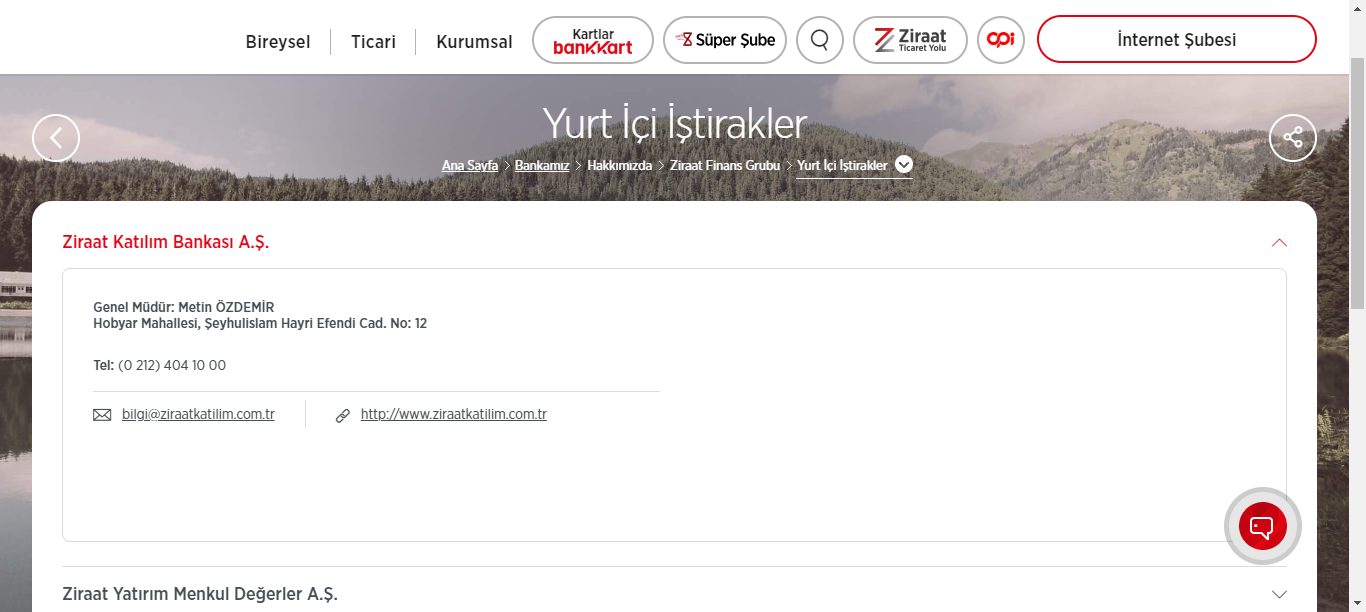 Bireysel
Ticari
Kurumsal
Kartlar
bankkart
Süper Şube
Ziraat
Ticaret Yolu
opi
İnternet Şubesi
Yurt İçi İştirakler
Ana Sayfa > Bankamız > Hakkımızda > Ziraat Finans Grubu > Yurt İçi İştirakler
Ziraat Katılım Bankası A.Ş.
Genel Müdür: Metin ÖZDEMİR
Hobyar Mahallesi, Şeyhulislam Hayri Efendi Cad. No: 12
Tel: (0 212) 404 10 00
bilgi@ziraatkatilim.com.tr
http://www.ziraatkatilim.com.tr
Ziraat Yatırım Menkul Değerler A.Ş.